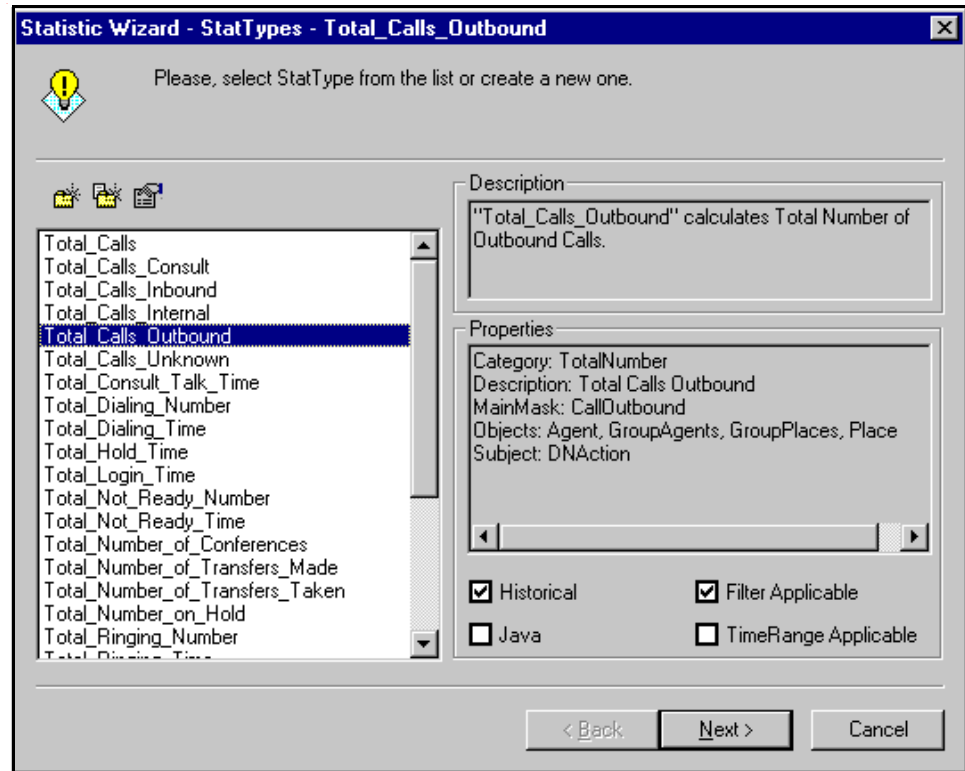 Statistic Wizard - StatTypes - Total_Calls_Outbound
Please, select StatType from the list or create a new one.
Total_Calls
Total_Calls_Consult
Total_Calls_Inbound
Total_Calls_Internal
Total_Calls_Outbound
Total_Calls_Unknown
Total_Consult_Talk_Time
Total_Dialing_Number
Total_Dialing_Time
Total_Hold_Time
Total_Login_Time
Total_Not_Ready_Number
Total_Not_Ready_Time
Total_Number_of_Conferences
Total_Number_of_Transfers_Made
Total_Number_of_Transfers_Taken
Total_Number_on_Hold
Total_Ringing_Number
Total_Ringing_Time
Description
"Total_Calls_Outbound" calculates Total Number of
Outbound Calls.
Properties
Category: TotalNumber
Description: Total Calls Outbound
MainMask: CallOutbound
Objects: Agent, GroupAgents, GroupPlaces, Place
Subject: DNAction
Historical
Filter Applicable
Java
TimeRange Applicable
< Back
Next >
Cancel